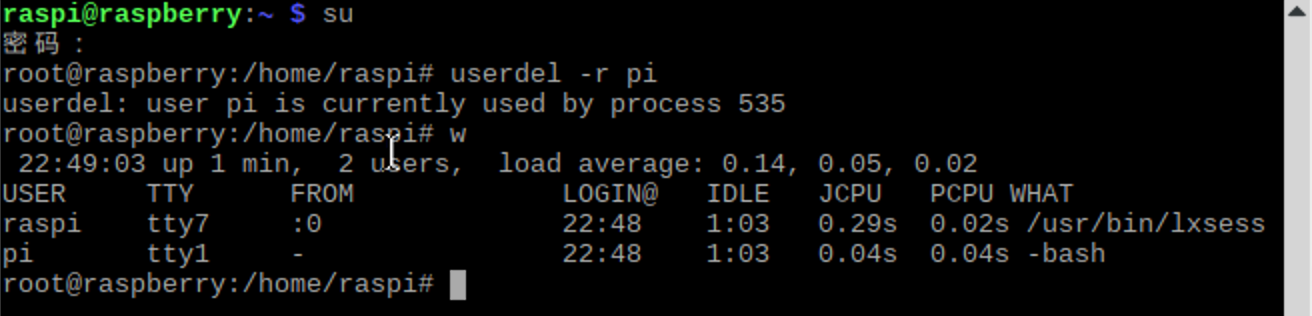 raspi@raspberry:~ $ su
密码：
root@raspberry:/home/raspi# userdel -r pi
userdel: user pi is currently used by process 535
root@raspberry:/home/raspi# w
 22:49:03 up 1 min,  2 users,  load average: 0.14, 0.05, 0.02
USER     TTY      FROM             LOGIN@   IDLE   JCPU   PCPU WHAT
raspi    tty7     :0               22:48    1:03   0.29s  0.02s /usr/bin/lxsess
pi       tty1     -                22:48    1:03   0.04s  0.04s -bash
root@raspberry:/home/raspi#